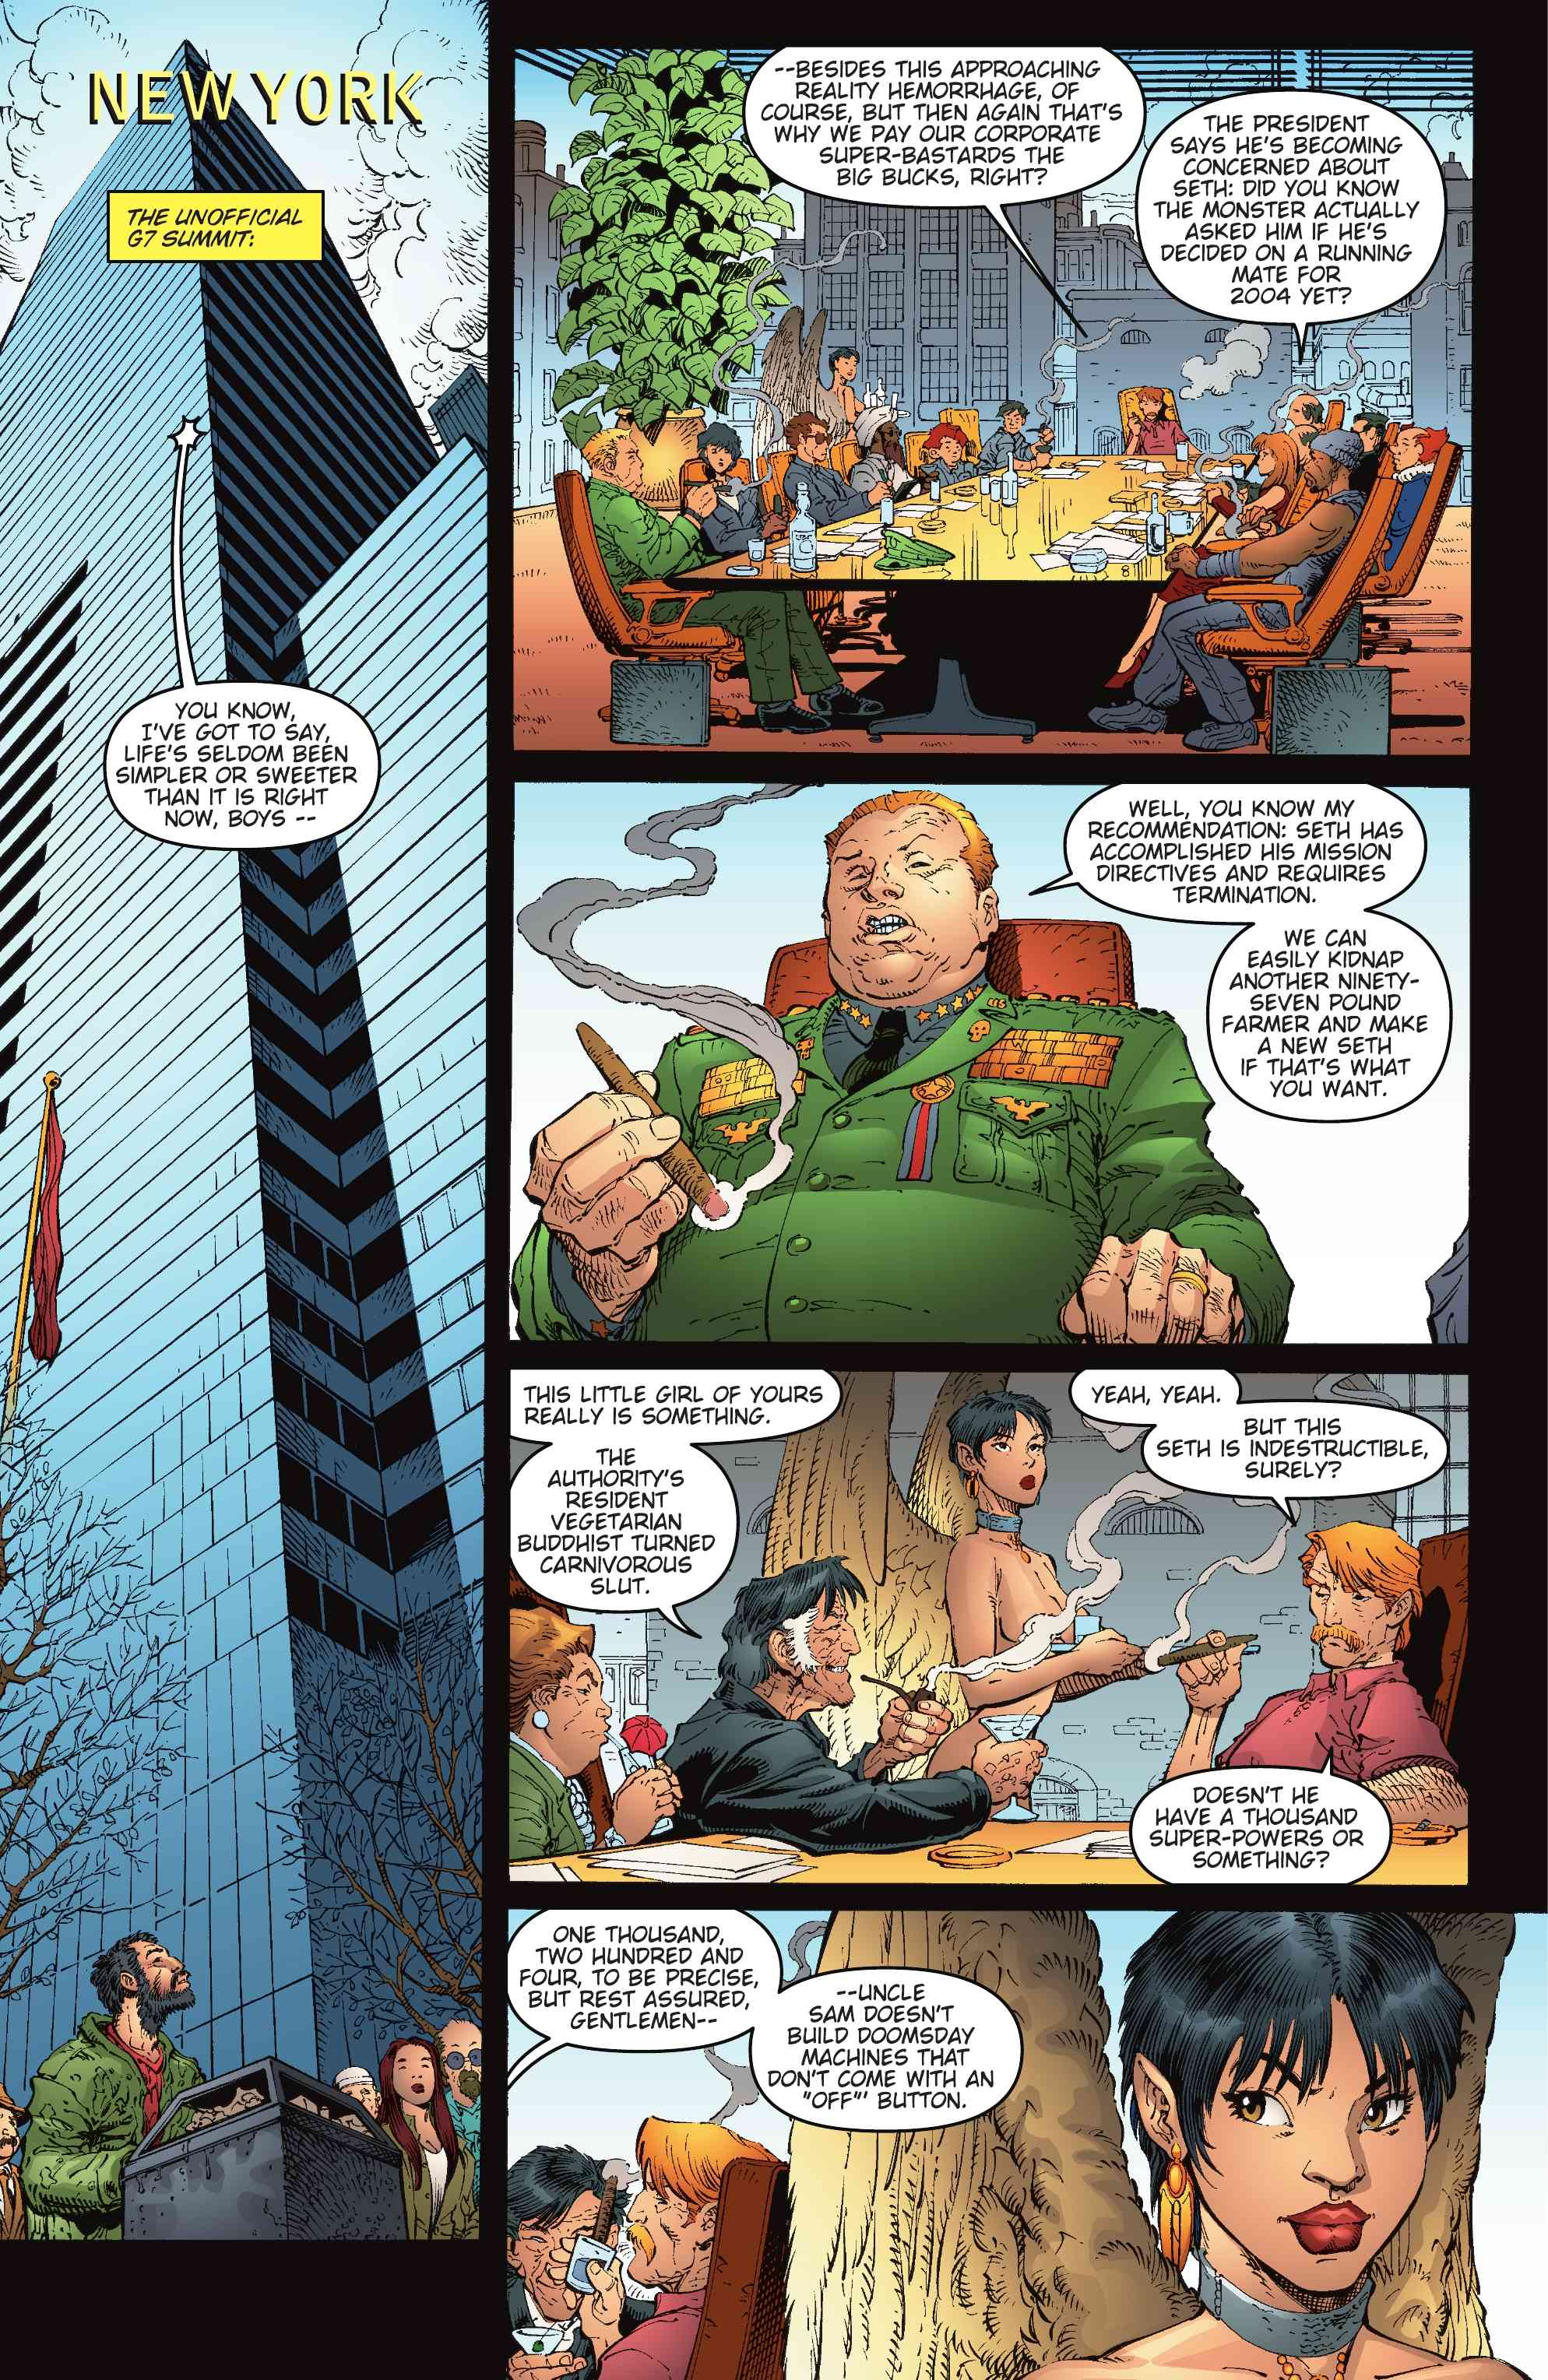 NEW YORK
THE UNOFFICIAL
G7 SUMMIT:
YOU KNOW,
I'VE GOT TO SAY,
LIFE'S SELDOM BEEN
SIMPLER OR SWEETER
THAN IT IS RIGHT
NOW, BOYS --
--BESIDES THIS APPROACHING
REALITY HEMORRHAGE, OF
COURSE, BUT THEN AGAIN THAT'S
WHY WE PAY OUR CORPORATE
SUPER-BASTARDS THE
BIG BUCKS, RIGHT?
THE PRESIDENT
SAYS HE'S BECOMING
CONCERNED ABOUT
SETH: DID YOU KNOW
THE MONSTER ACTUALLY
ASKED HIM IF HE'S
DECIDED ON A RUNNING
MATE FOR
2004 YET?
WELL, YOU KNOW MY
RECOMMENDATION: SETH HAS
ACCOMPLISHED HIS MISSION
DIRECTIVES AND REQUIRES
TERMINATION.
WE CAN
EASILY KIDNAP
ANOTHER NINETY-
SEVEN POUND
FARMER AND MAKE
A NEW SETH
IF THAT'S WHAT
YOU WANT.
THIS LITTLE GIRL OF YOURS
REALLY IS SOMETHING.
THE
AUTHORITY'S
RESIDENT
VEGETARIAN
BUDDHIST TURNED
CARNIVOROUS
SLUT.
YEAH, YEAH.
BUT THIS
SETH IS INDESTRUCTIBLE,
SURELY?
DOESN'T HE
HAVE A THOUSAND
SUPER-POWERS OR
SOMETHING?
ONE THOUSAND,
TWO HUNDRED AND
FOUR, TO BE PRECISE,
BUT REST ASSURED,
GENTLEMEN--
--UNCLE
SAM DOESN'T
BUILD DOOMSDAY
MACHINES THAT
DON'T COME WITH AN
"OFF"' BUTTON.